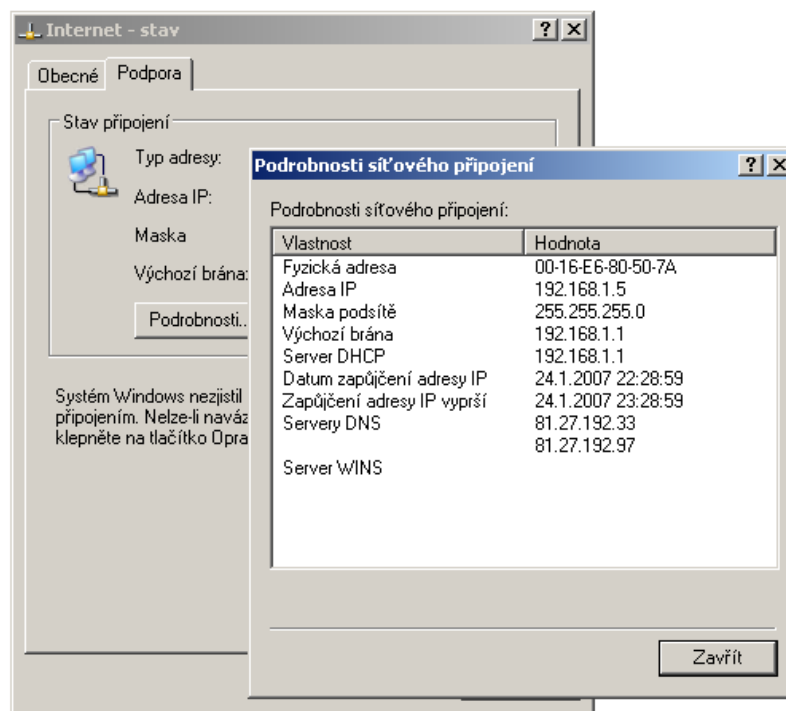 Internet - stav
Obecné Podpora
Stav připojení
Typ adresy:
Adresa IP:
Maska
Výchozí brána:
Podrobnosti..
Systém Windows nezjistil
připojením. Nelze-li naváz
klepněte na tlačítko Opra
Podrobnosti síťového připojení
Podrobnosti síťového připojení:
Vlastnost Hodnota
Fyzická adresa 00-16-E6-80-50-7A
Adresa IP 192.168.1.5
Maska podsítě 255.255.255.0
Výchozí brána 192.168.1.1
Server DHCP 192.168.1.1
Datum zapůjčení adresy IP 24.1.2007 22:28:59
Zapůjčení adresy IP vyprší 24.1.2007 23:28:59
Servery DNS 81.27.192.33
81.27.192.97
Server WINS
Zavřít